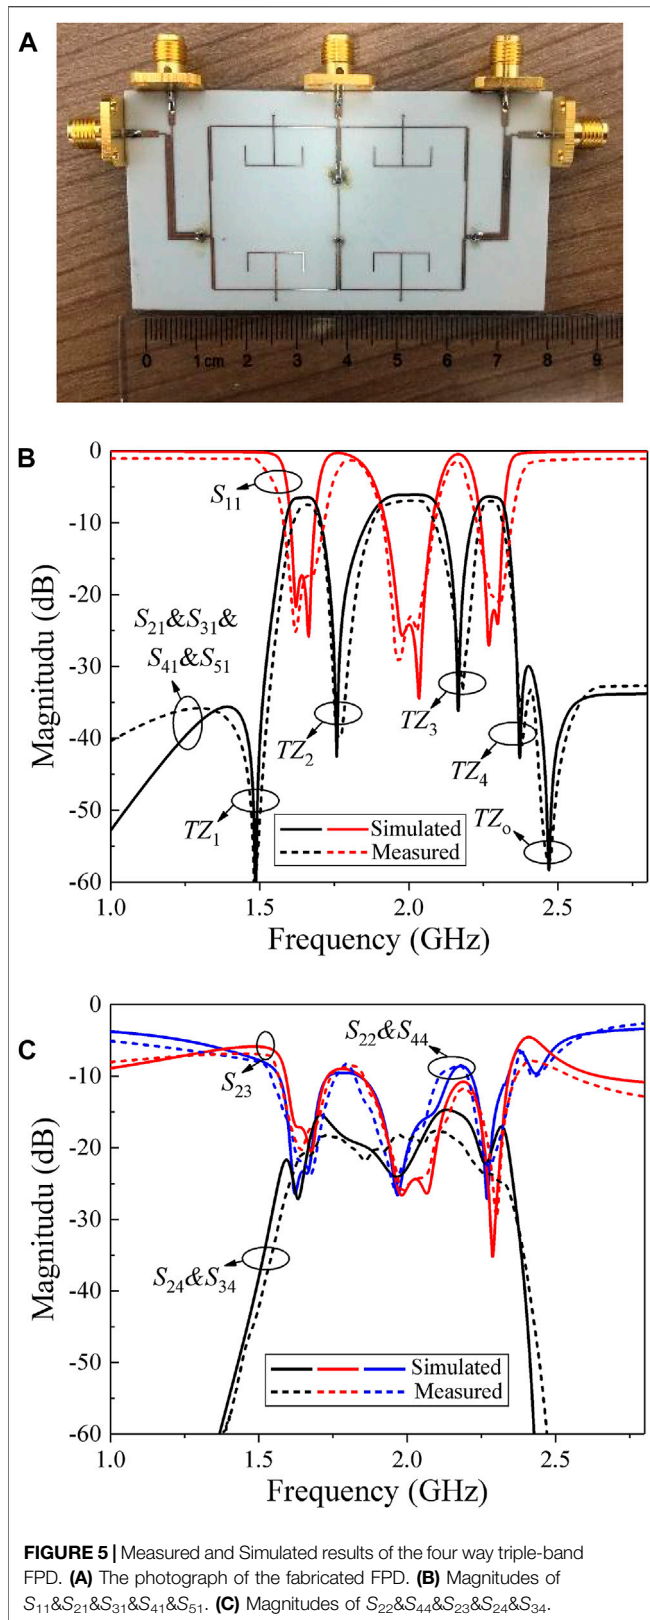 A
0 1 cm 2 3 4 5 6 7 8 9
B
0
-10
-20
-30
-40
-50
-60
Magnitudu (dB)
S11
S21&S31&
S41&S51
TZ1
TZ2
TZ3
TZ4
TZo
Simulated
Measured
1.0 1.5 2.0 2.5
Frequency (GHz)
C
0
-10
-20
-30
-40
-50
-60
Magnitudu (dB)
S22&S44
S23
S24&S34
Simulated
Measured
1.0 1.5 2.0 2.5
Frequency (GHz)
FIGURE 5 | Measured and Simulated results of the four way triple-band
FPD. (A) The photograph of the fabricated FPD. (B) Magnitudes of
S11&S21&S31&S41&S51. (C) Magnitudes of S22&S44&S23&S24&S34.